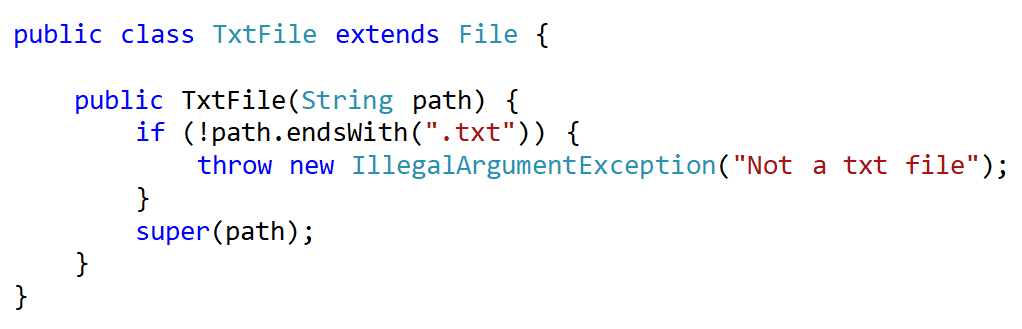 public class TxtFile extends File {
public TxtFile(String path) {
if (!path.endsWith(".txt")) {
throw new IllegalArgumentException("Not a txt file");
}
super(path);
}
}